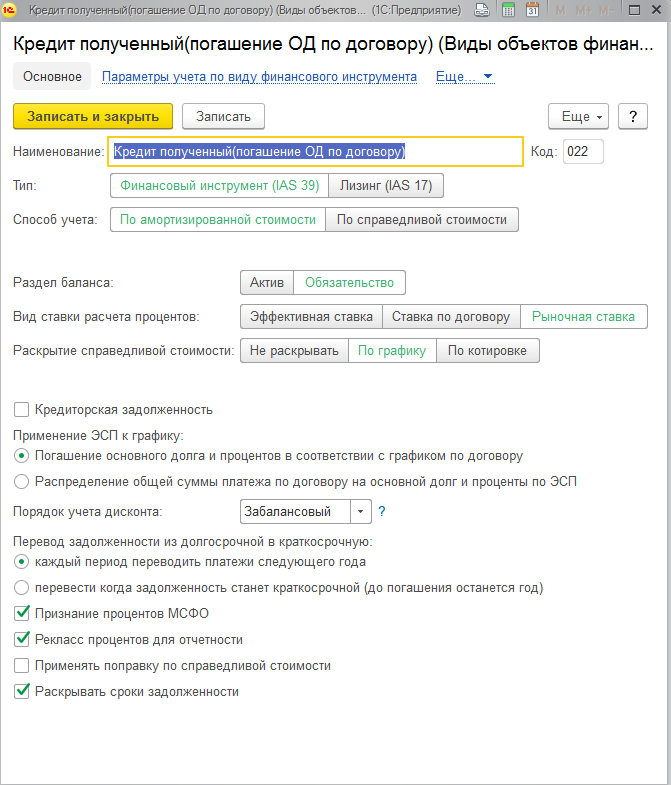 1С Кредит полученный(погашение ОД по договору) (Виды объектов... (1С:Предприятие) 31 M M+ M-
Кредит полученный(погашение ОД по договору) (Виды объектов финан...
Основное Параметры учета по виду финансового инструмента Еще...
Записать и закрыть Записать Еще ?
Наименование: Кредит полученный(погашение ОД по договору) Код: 022
Тип: Финансовый инструмент (IAS 39) Лизинг (IAS 17)
Способ учета: По амортизированной стоимости По справедливой стоимости
Раздел баланса: Актив Обязательство
Вид ставки расчета процентов: Эффективная ставка Ставка по договору Рыночная ставка
Раскрытие справедливой стоимости: Не раскрывать По графику По котировке
Кредиторская задолженность
Применение ЭСП к графику:
Погашение основного долга и процентов в соответствии с графиком по договору
Распределение общей суммы платежа по договору на основной долг и проценты по ЭСП
Порядок учета дисконта: Забалансовый ?
Перевод задолженности из долгосрочной в краткосрочную:
каждый период переводить платежи следующего года
перевести когда задолженность станет краткосрочной (до погашения останется год)
Признание процентов МСФО
Рекласс процентов для отчетности
Применять поправку по справедливой стоимости
Раскрывать сроки задолженности